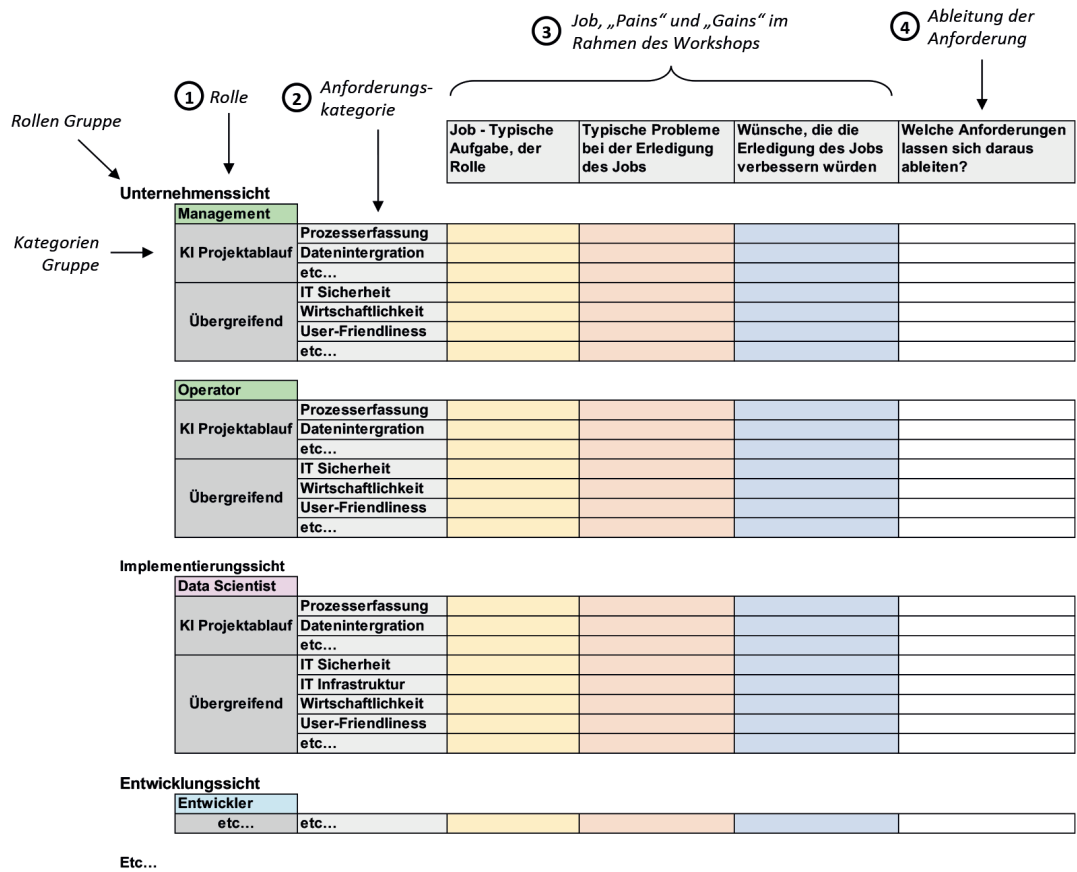 3 Job, „Pains“ und „Gains“ im
Rahmen des Workshops
4 Ableitung der
Anforderung
1 Rolle
2 Anforderungs-
kategorie
Rollen Gruppe
Job - Typische
Aufgabe, der
Rolle
Typische Probleme
bei der Erledigung
des Jobs
Wünsche, die die
Erledigung des Jobs
verbessern würden
Welche Anforderungen
lassen sich daraus
ableiten?
Unternehmenssicht
Management
Kategorien
Gruppe
KI Projektablauf
Prozesserfassung
Datenintergration
etc...
Übergreifend
IT Sicherheit
Wirtschaftlichkeit
User-Friendliness
etc...
Operator
KI Projektablauf
Prozesserfassung
Datenintergration
etc...
Übergreifend
IT Sicherheit
Wirtschaftlichkeit
User-Friendliness
etc...
Implementierungssicht
Data Scientist
KI Projektablauf
Prozesserfassung
Datenintergration
etc...
Übergreifend
IT Sicherheit
IT Infrastruktur
Wirtschaftlichkeit
User-Friendliness
etc...
Entwicklungssicht
Entwickler
etc...
etc...
Etc...